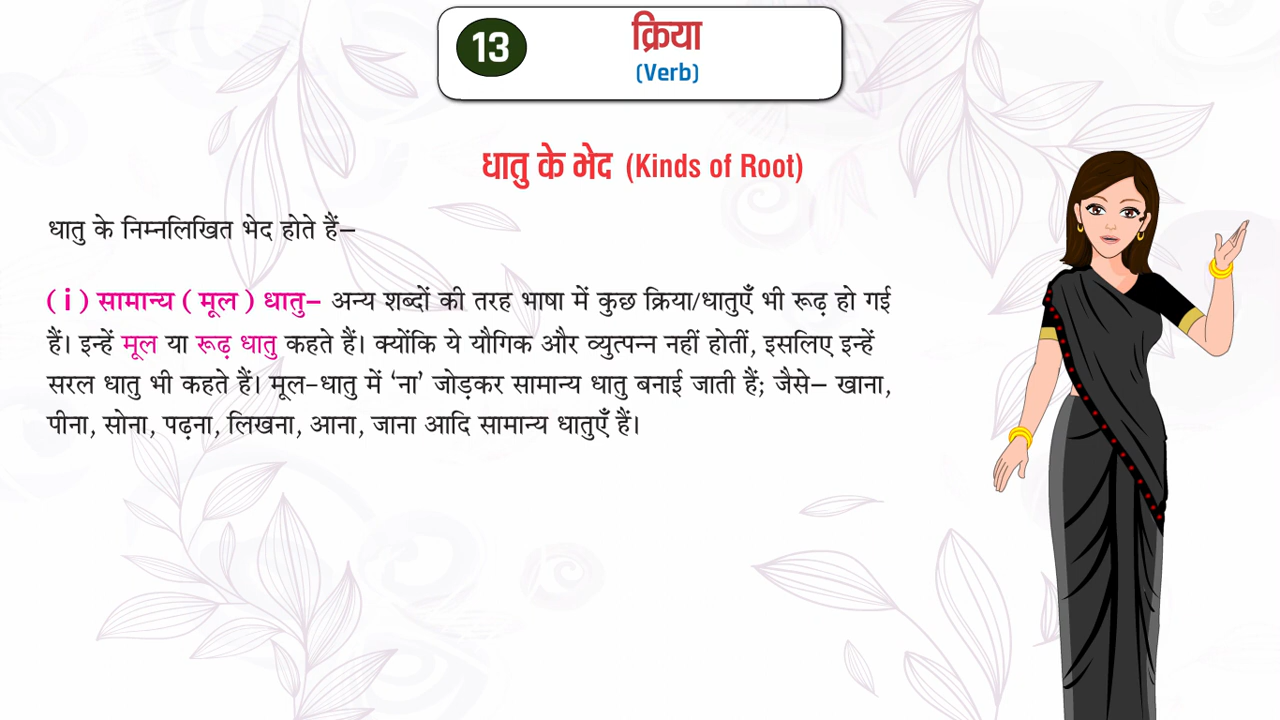 13
क्रिया
(Verb)
धातु के भेद (Kinds of Root)
धातु के निम्नलिखित भेद होते हैं–
( i ) सामान्य ( मूल ) धातु– अन्य शब्दों की तरह भाषा में कुछ क्रिया/धातुएँ भी रूढ़ हो गई
हैं। इन्हें मूल या रूढ़ धातु कहते हैं। क्योंकि ये यौगिक और व्युत्पन्न नहीं होतीं, इसलिए इन्हें
सरल धातु भी कहते हैं। मूल-धातु में ‘ना’ जोड़कर सामान्य धातु बनाई जाती हैं; जैसे– खाना,
पीना, सोना, पढ़ना, लिखना, आना, जाना आदि सामान्य धातुएँ हैं।